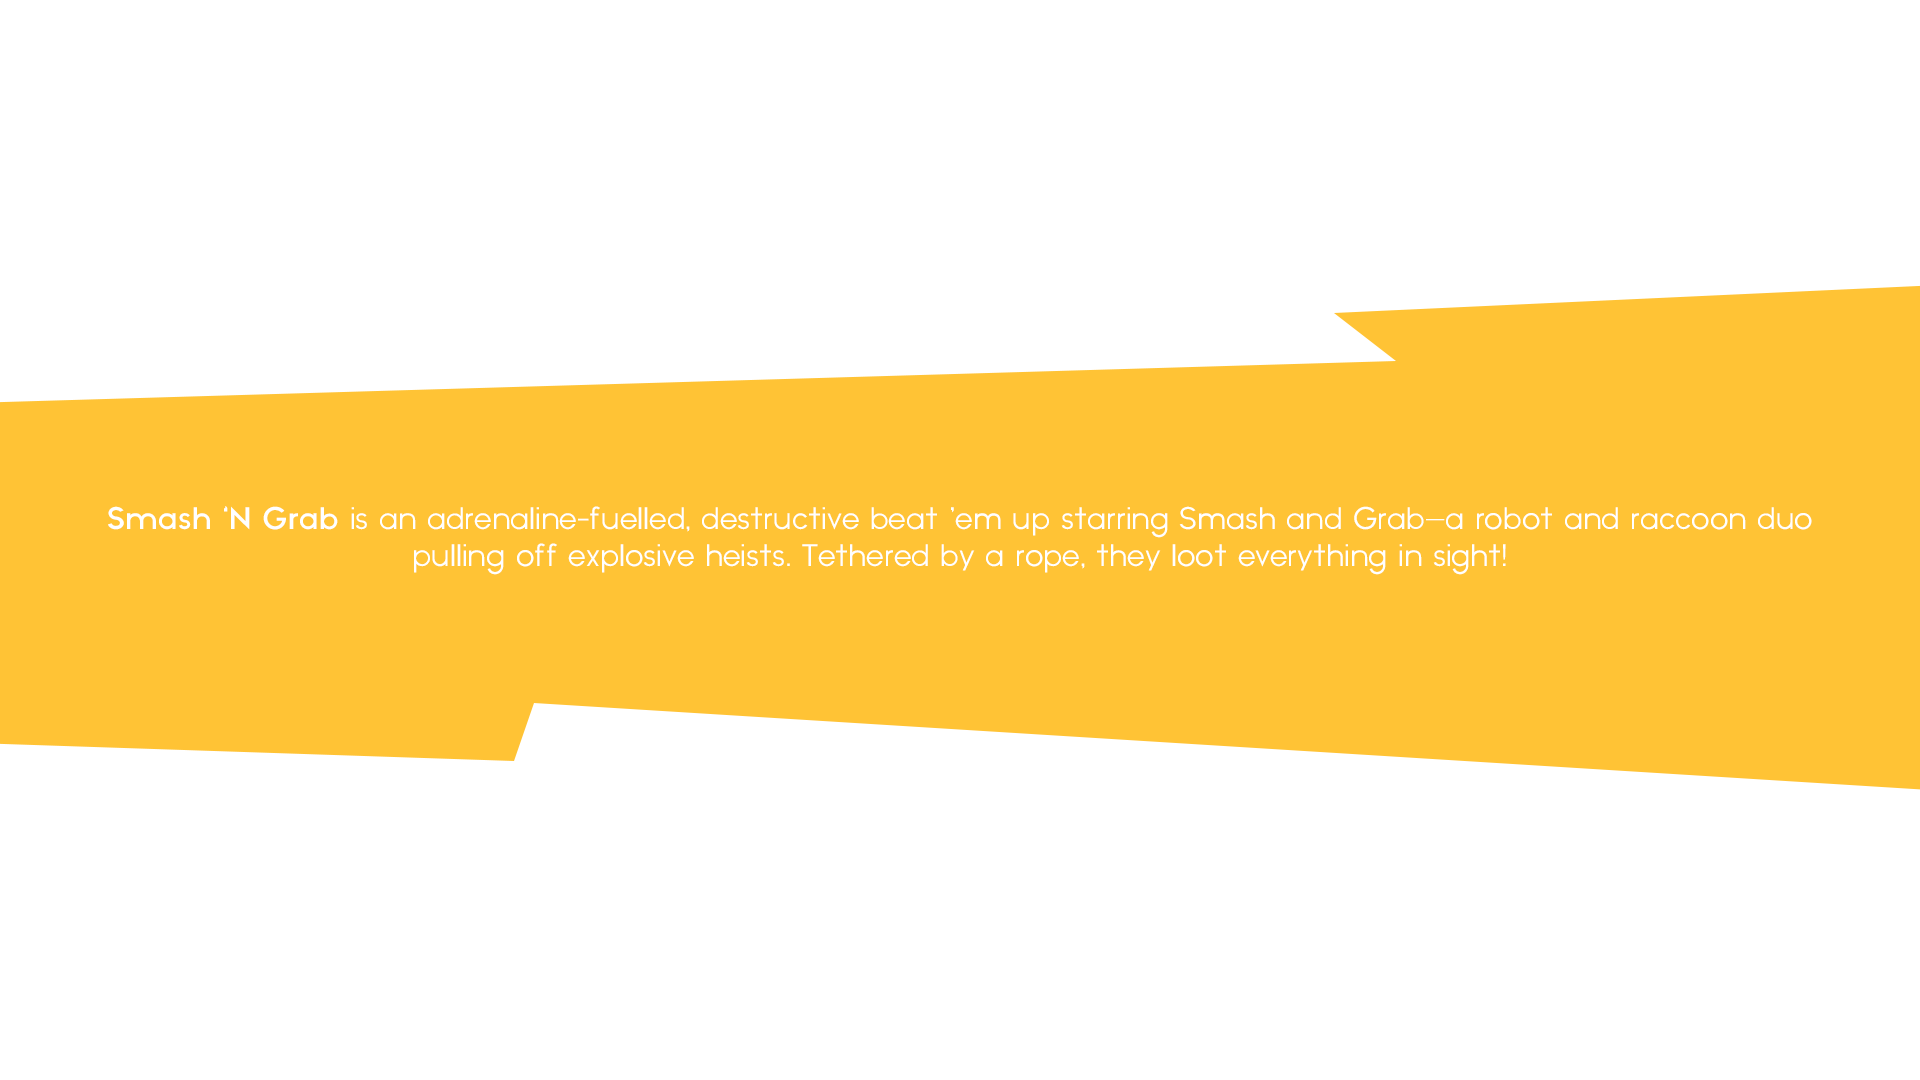 Smash ‘N Grab is an adrenaline-fuelled, destructive beat ’em up starring Smash and Grab—a robot and raccoon duo
pulling off explosive heists. Tethered by a rope, they loot everything in sight!